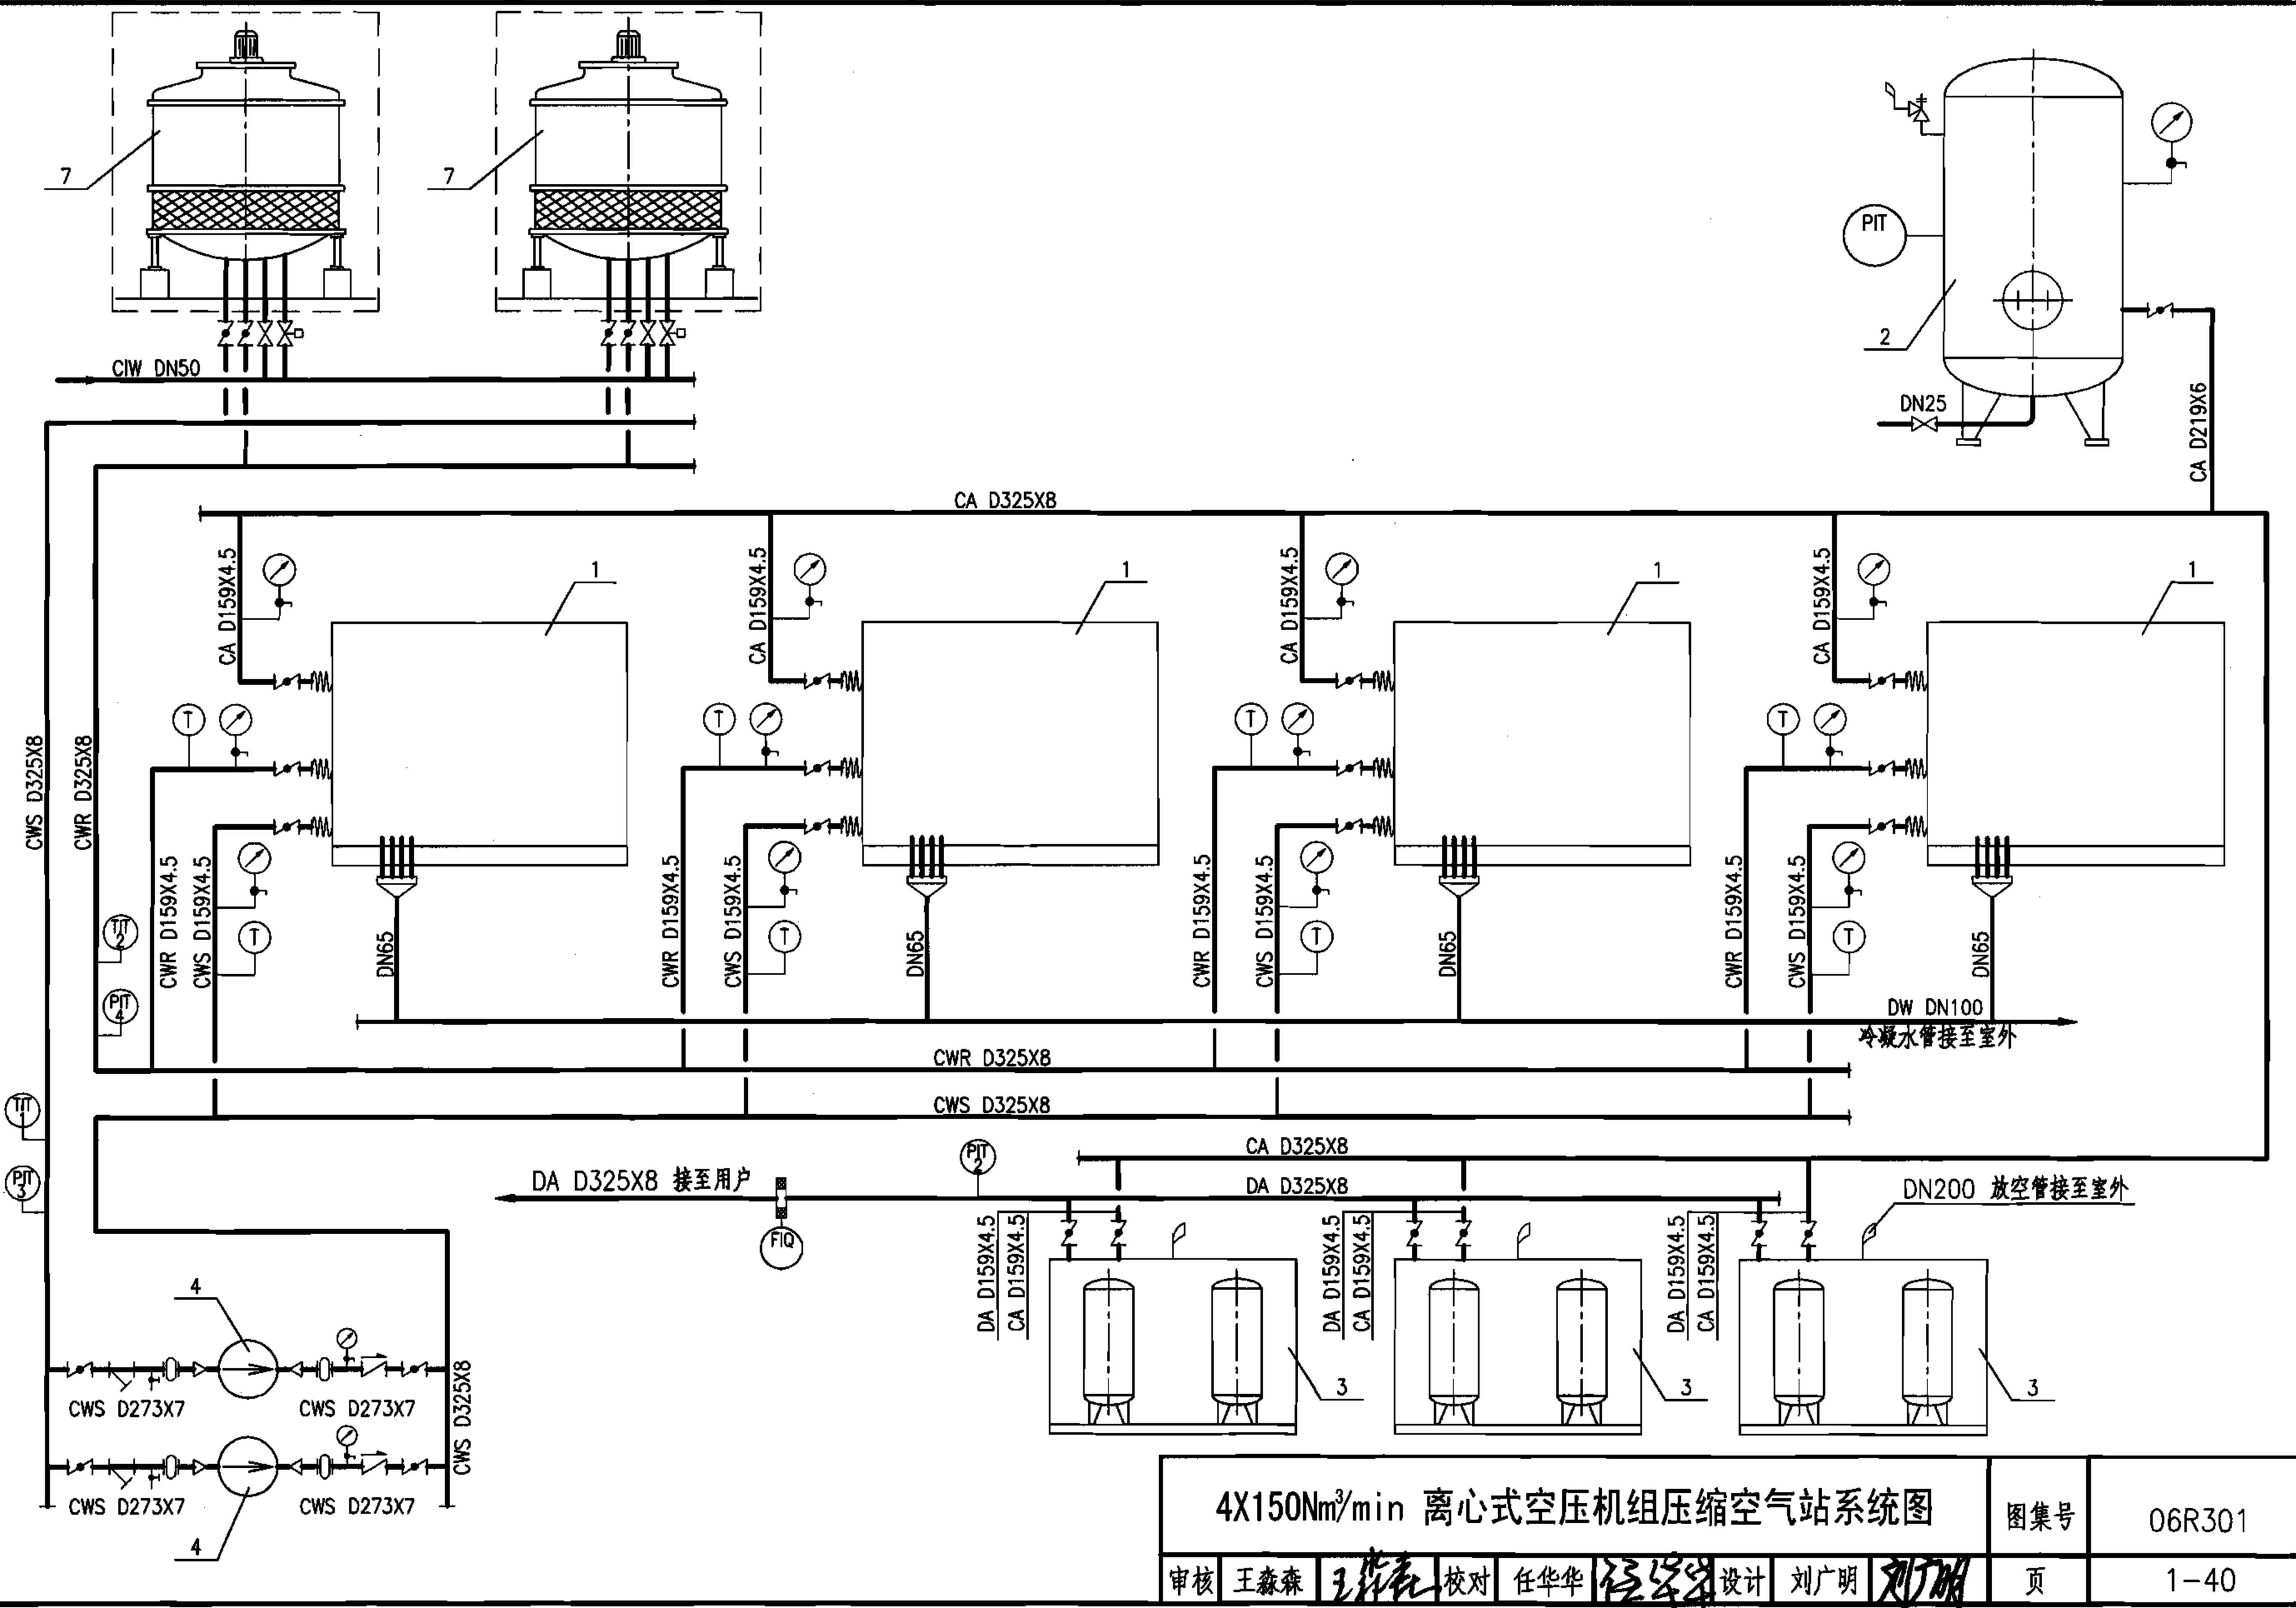 7
7
PIT
2
CIW DN50
DN25
CA D219X6
CA D325X8
CA D159X4.5
1
CA D159X4.5
1
CA D159X4.5
1
CA D159X4.5
1
T
T
T
T
CWS D325X8
CWR D325X8
CWR D159X4.5
CWS D159X4.5
CWR D159X4.5
CWS D159X4.5
CWR D159X4.5
CWS D159X4.5
CWR D159X4.5
CWS D159X4.5
TIT
2
T
DN65
T
DN65
T
DN65
T
DN65
PIT
4
DW DN100
冷凝水管接至室外
CWR D325X8
CWS D325X8
TIT
1
CA D325X8
PIT
2
PIT
3
DA D325X8 接至用户
DA D325X8
DN200 放空管接至室外
FIQ
DA D159X4.5
CA D159X4.5
DA D159X4.5
CA D159X4.5
DA D159X4.5
CA D159X4.5
4
3
3
3
CWS D273X7
CWS D273X7
CWS D325X8
CWS D273X7
CWS D273X7
4
4X150Nm³/min 离心式空压机组压缩空气站系统图
图集号
06R301
审核 王淼森 校对 任华华 设计 刘广明 页 1-40